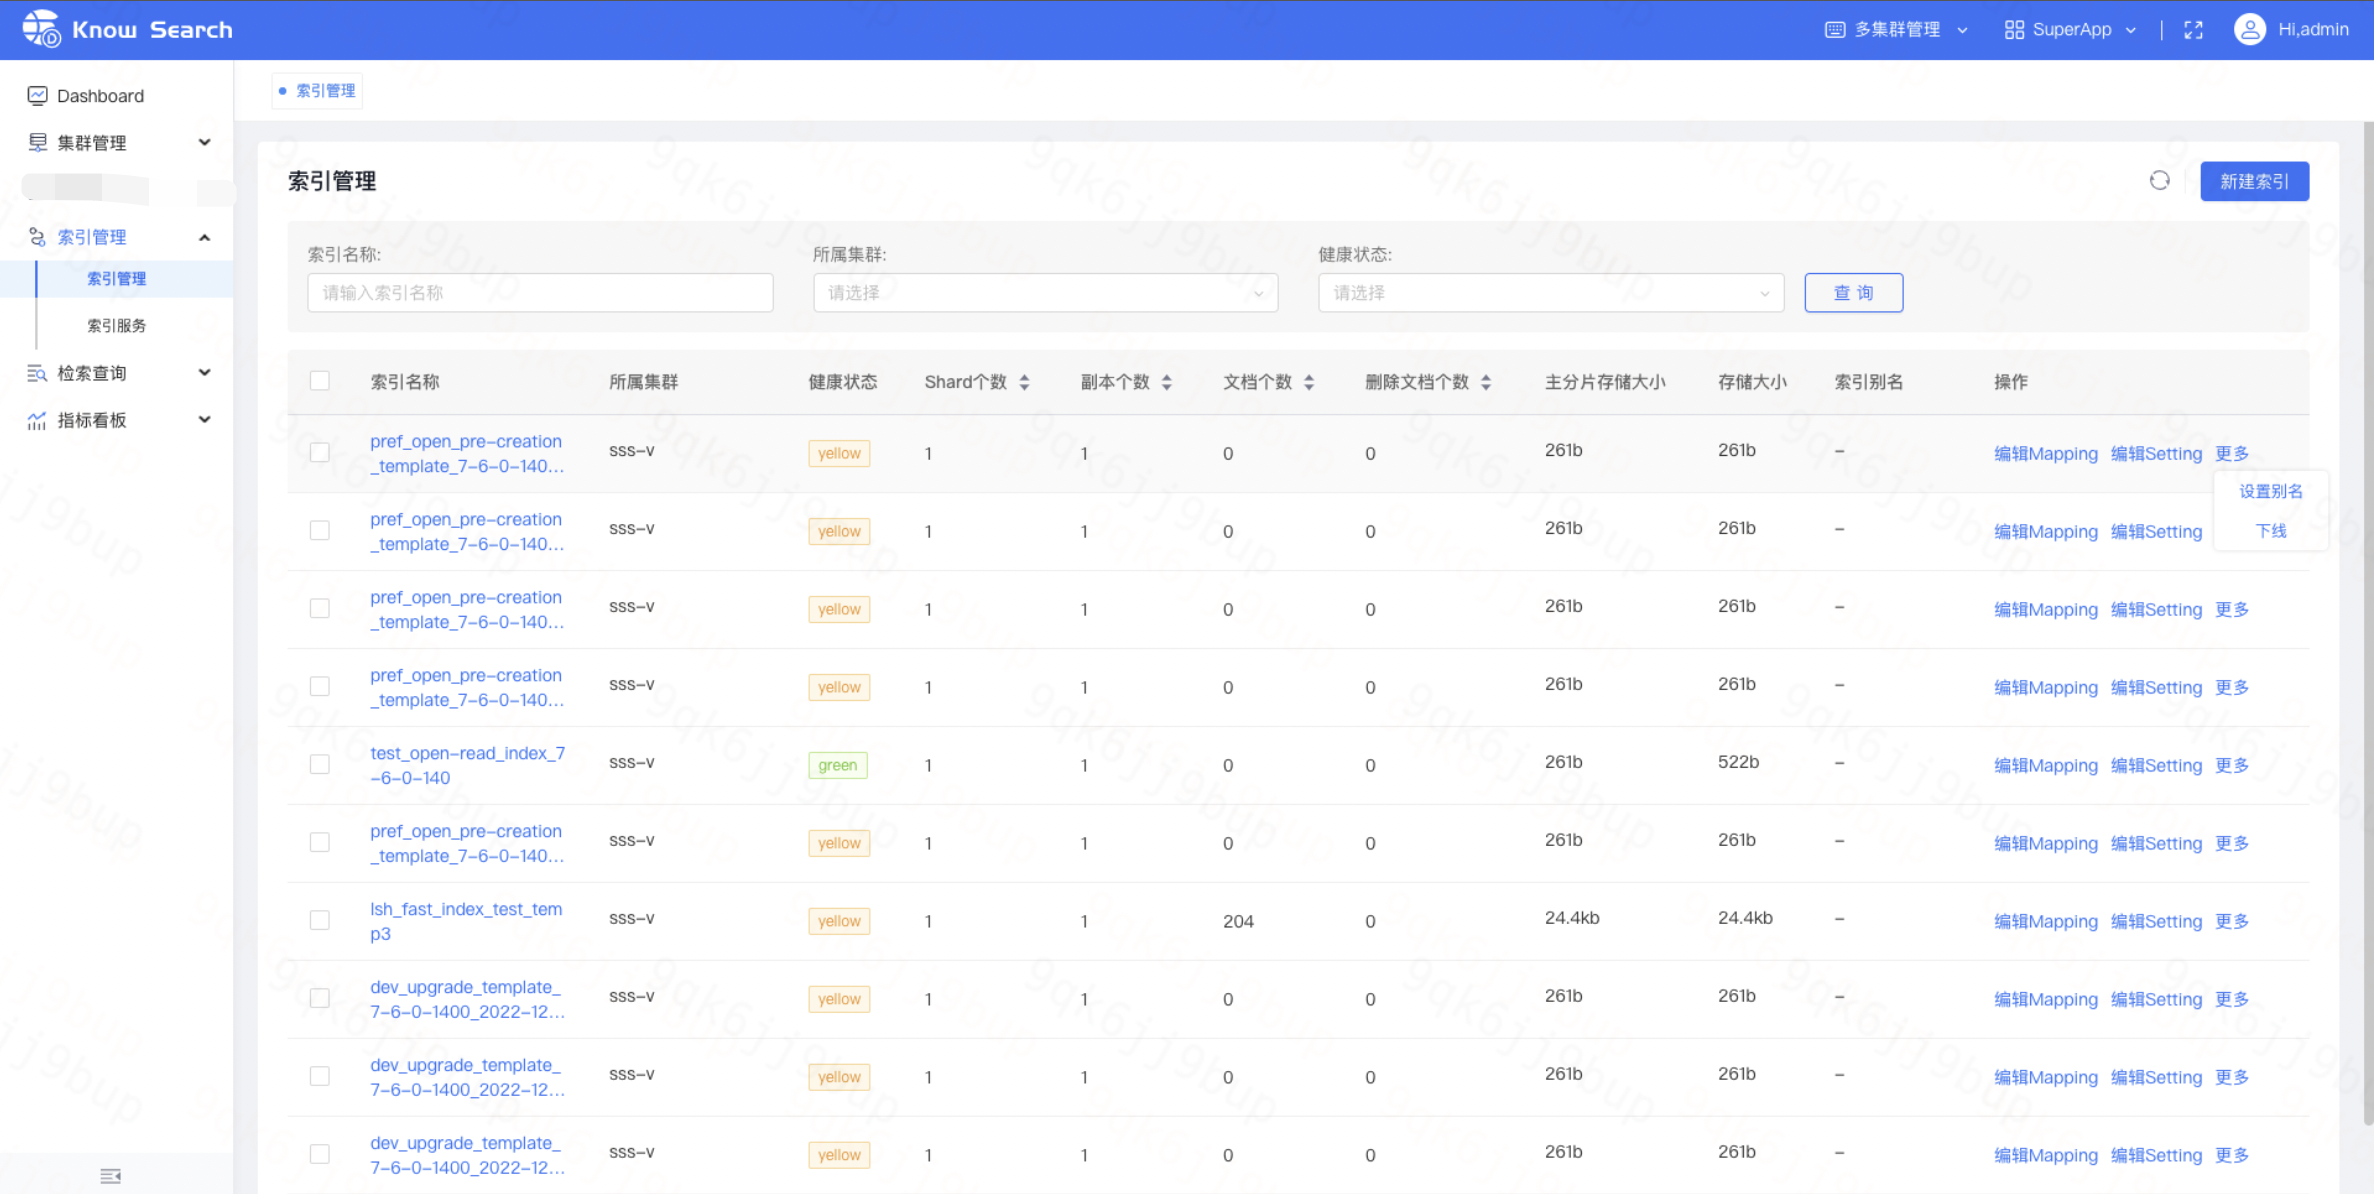 Know Search
多集群管理
SuperApp
Hi,admin
Dashboard
集群管理
索引管理
索引管理
索引服务
检索查询
指标看板
索引管理
索引管理
新建索引
索引名称:
所属集群:
健康状态:
请输入索引名称
请选择
请选择
查 询
索引名称 所属集群 健康状态 Shard个数 副本个数 文档个数 删除文档个数 主分片存储大小 存储大小 索引别名 操作
pref_open_pre-creation
_template_7-6-0-140... sss-v yellow 1 1 0 0 261b 261b - 编辑Mapping 编辑Setting 更多
设置别名
下线
pref_open_pre-creation
_template_7-6-0-140... sss-v yellow 1 1 0 0 261b 261b - 编辑Mapping 编辑Setting
pref_open_pre-creation
_template_7-6-0-140... sss-v yellow 1 1 0 0 261b 261b - 编辑Mapping 编辑Setting 更多
pref_open_pre-creation
_template_7-6-0-140... sss-v yellow 1 1 0 0 261b 261b - 编辑Mapping 编辑Setting 更多
test_open-read_index_7
-6-0-140 sss-v green 1 1 0 0 261b 522b - 编辑Mapping 编辑Setting 更多
pref_open_pre-creation
_template_7-6-0-140... sss-v yellow 1 1 0 0 261b 261b - 编辑Mapping 编辑Setting 更多
lsh_fast_index_test_tem
p3 sss-v yellow 1 1 204 0 24.4kb 24.4kb - 编辑Mapping 编辑Setting 更多
dev_upgrade_template_
7-6-0-1400_2022-12... sss-v yellow 1 1 0 0 261b 261b - 编辑Mapping 编辑Setting 更多
dev_upgrade_template_
7-6-0-1400_2022-12... sss-v yellow 1 1 0 0 261b 261b - 编辑Mapping 编辑Setting 更多
dev_upgrade_template_
7-6-0-1400_2022-12... sss-v yellow 1 1 0 0 261b 261b - 编辑Mapping 编辑Setting 更多